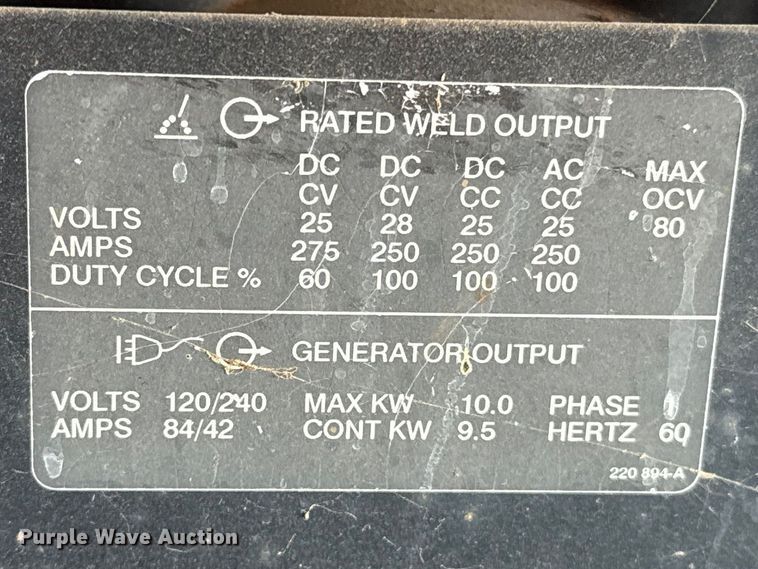 RATED WELD OUTPUT
DC DC DC AC MAX
CV CV CC CC OCV
VOLTS 25 28 25 25 80
AMPS 275 250 250 250
DUTY CYCLE % 60 100 100 100
GENERATOR OUTPUT
VOLTS 120/240 MAX KW 10.0 PHASE 1
AMPS 84/42 CONT KW 9.5 HERTZ 60
220 894-A
Purple Wave Auction